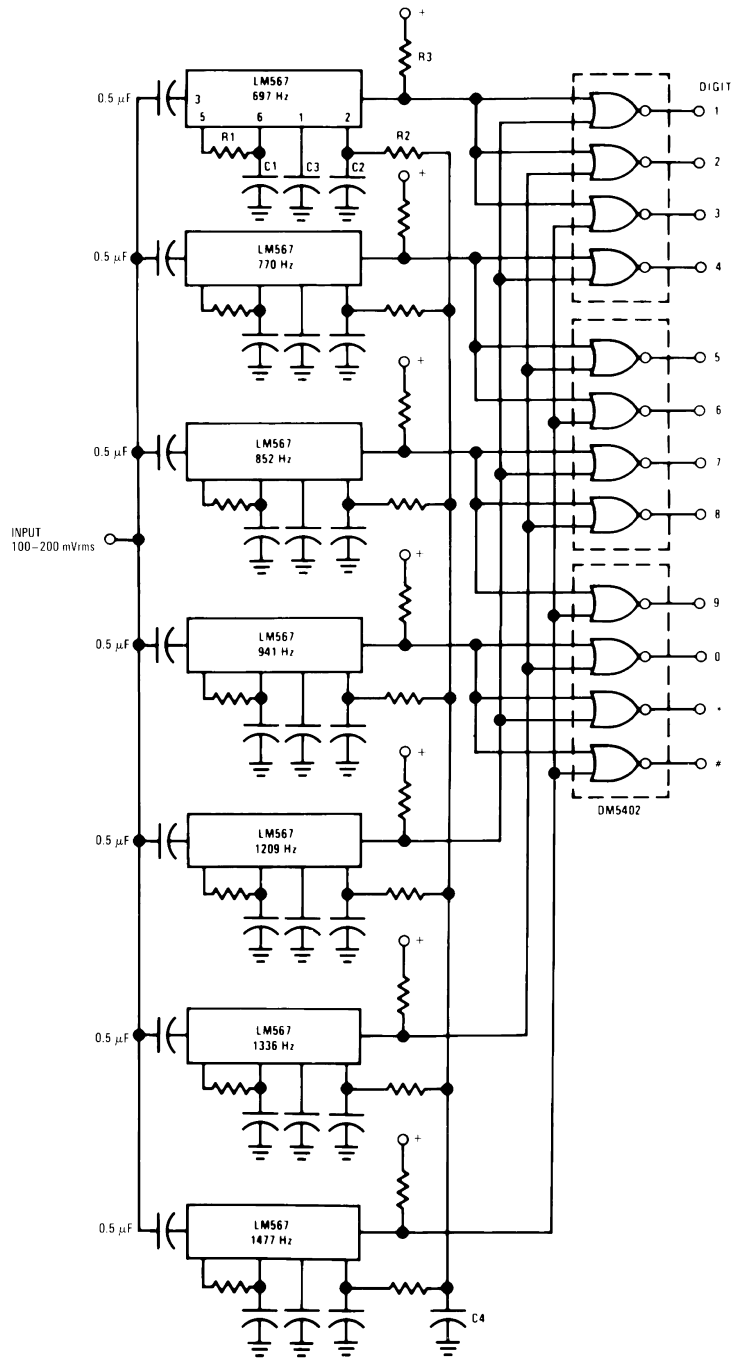 +
R3
DIGIT
0.5 μF
LM567
697 Hz
3
5
6
1
2
R1
R2
C1
C3
C2
1
2
3
4
+
0.5 μF
LM567
770 Hz
+
5
6
7
8
0.5 μF
LM567
852 Hz
INPUT
100–200 mVrms
+
9
0
*
#
DM5402
0.5 μF
LM567
941 Hz
+
0.5 μF
LM567
1209 Hz
+
0.5 μF
LM567
1336 Hz
+
0.5 μF
LM567
1477 Hz
C4